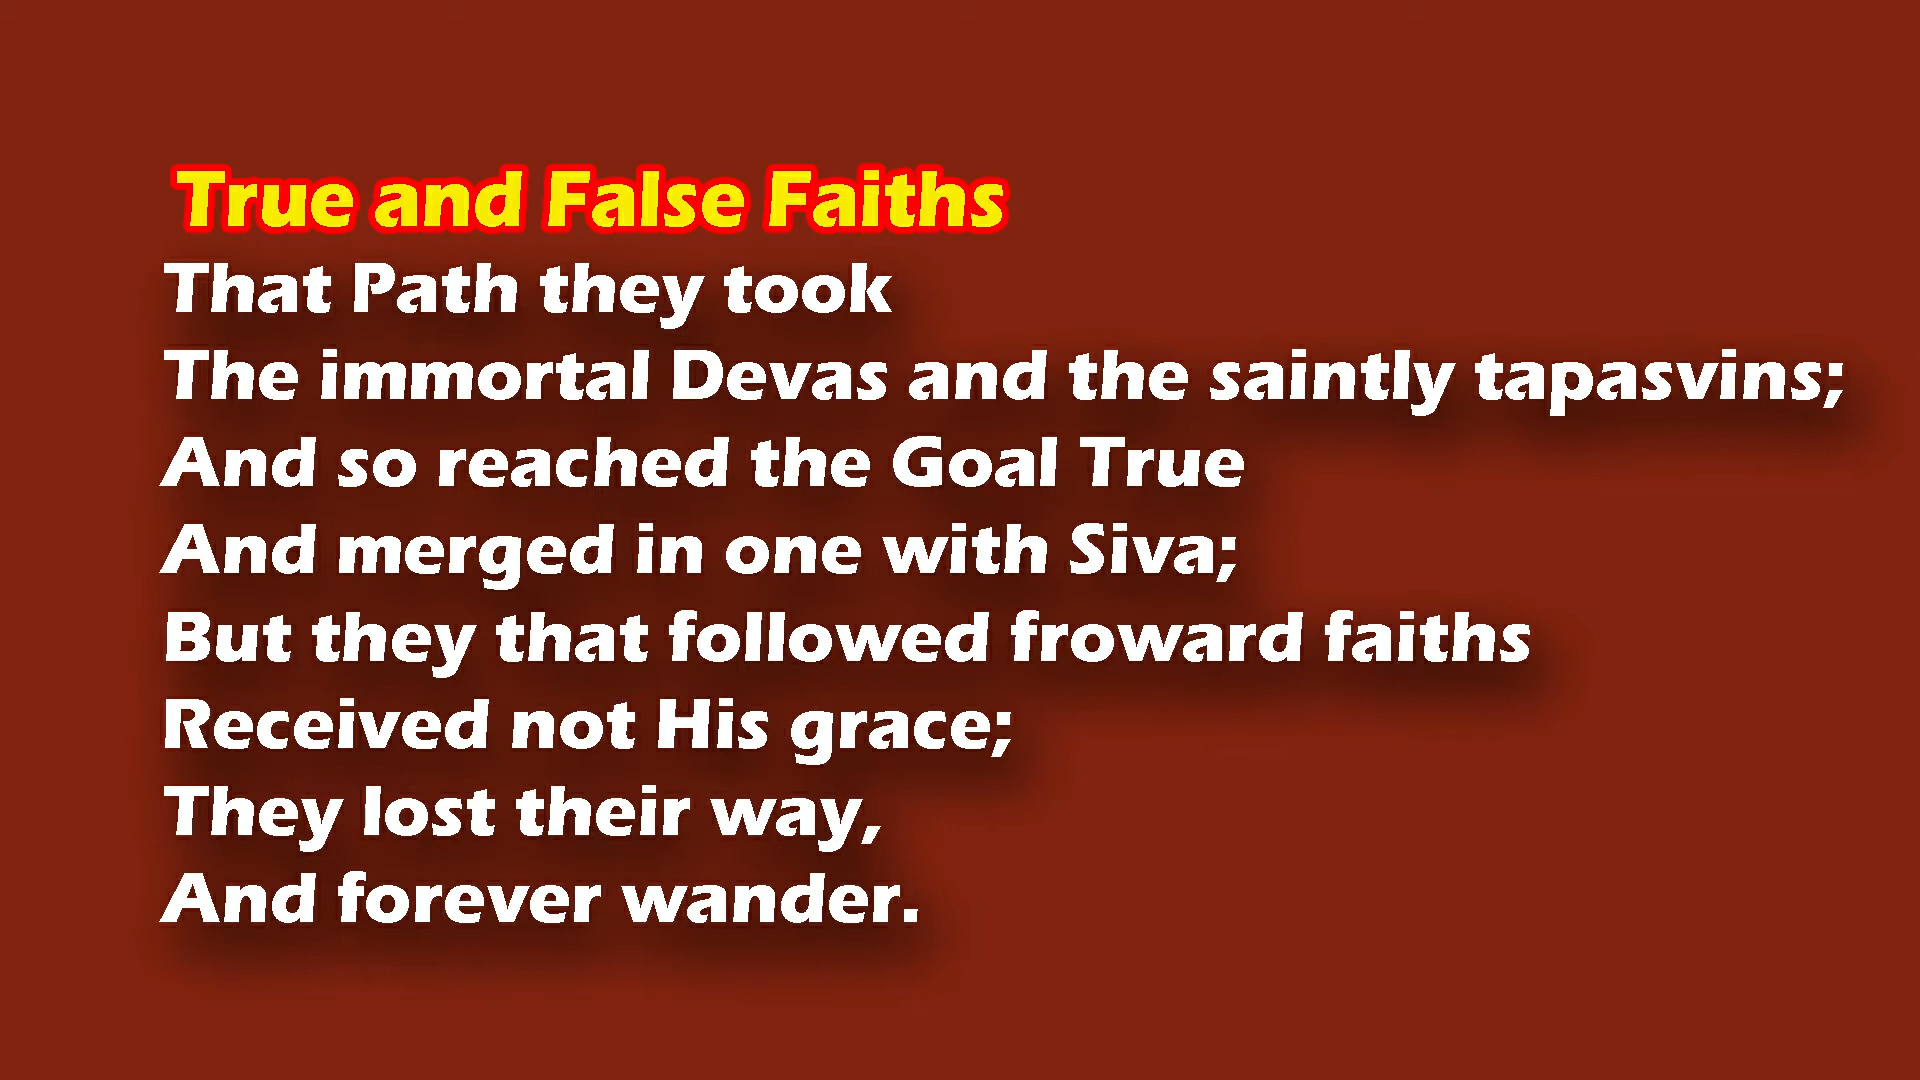 True and False Faiths
That Path they took
The immortal Devas and the saintly tapasvins;
And so reached the Goal True
And merged in one with Siva;
But they that followed froward faiths
Received not His grace;
They lost their way,
And forever wander.